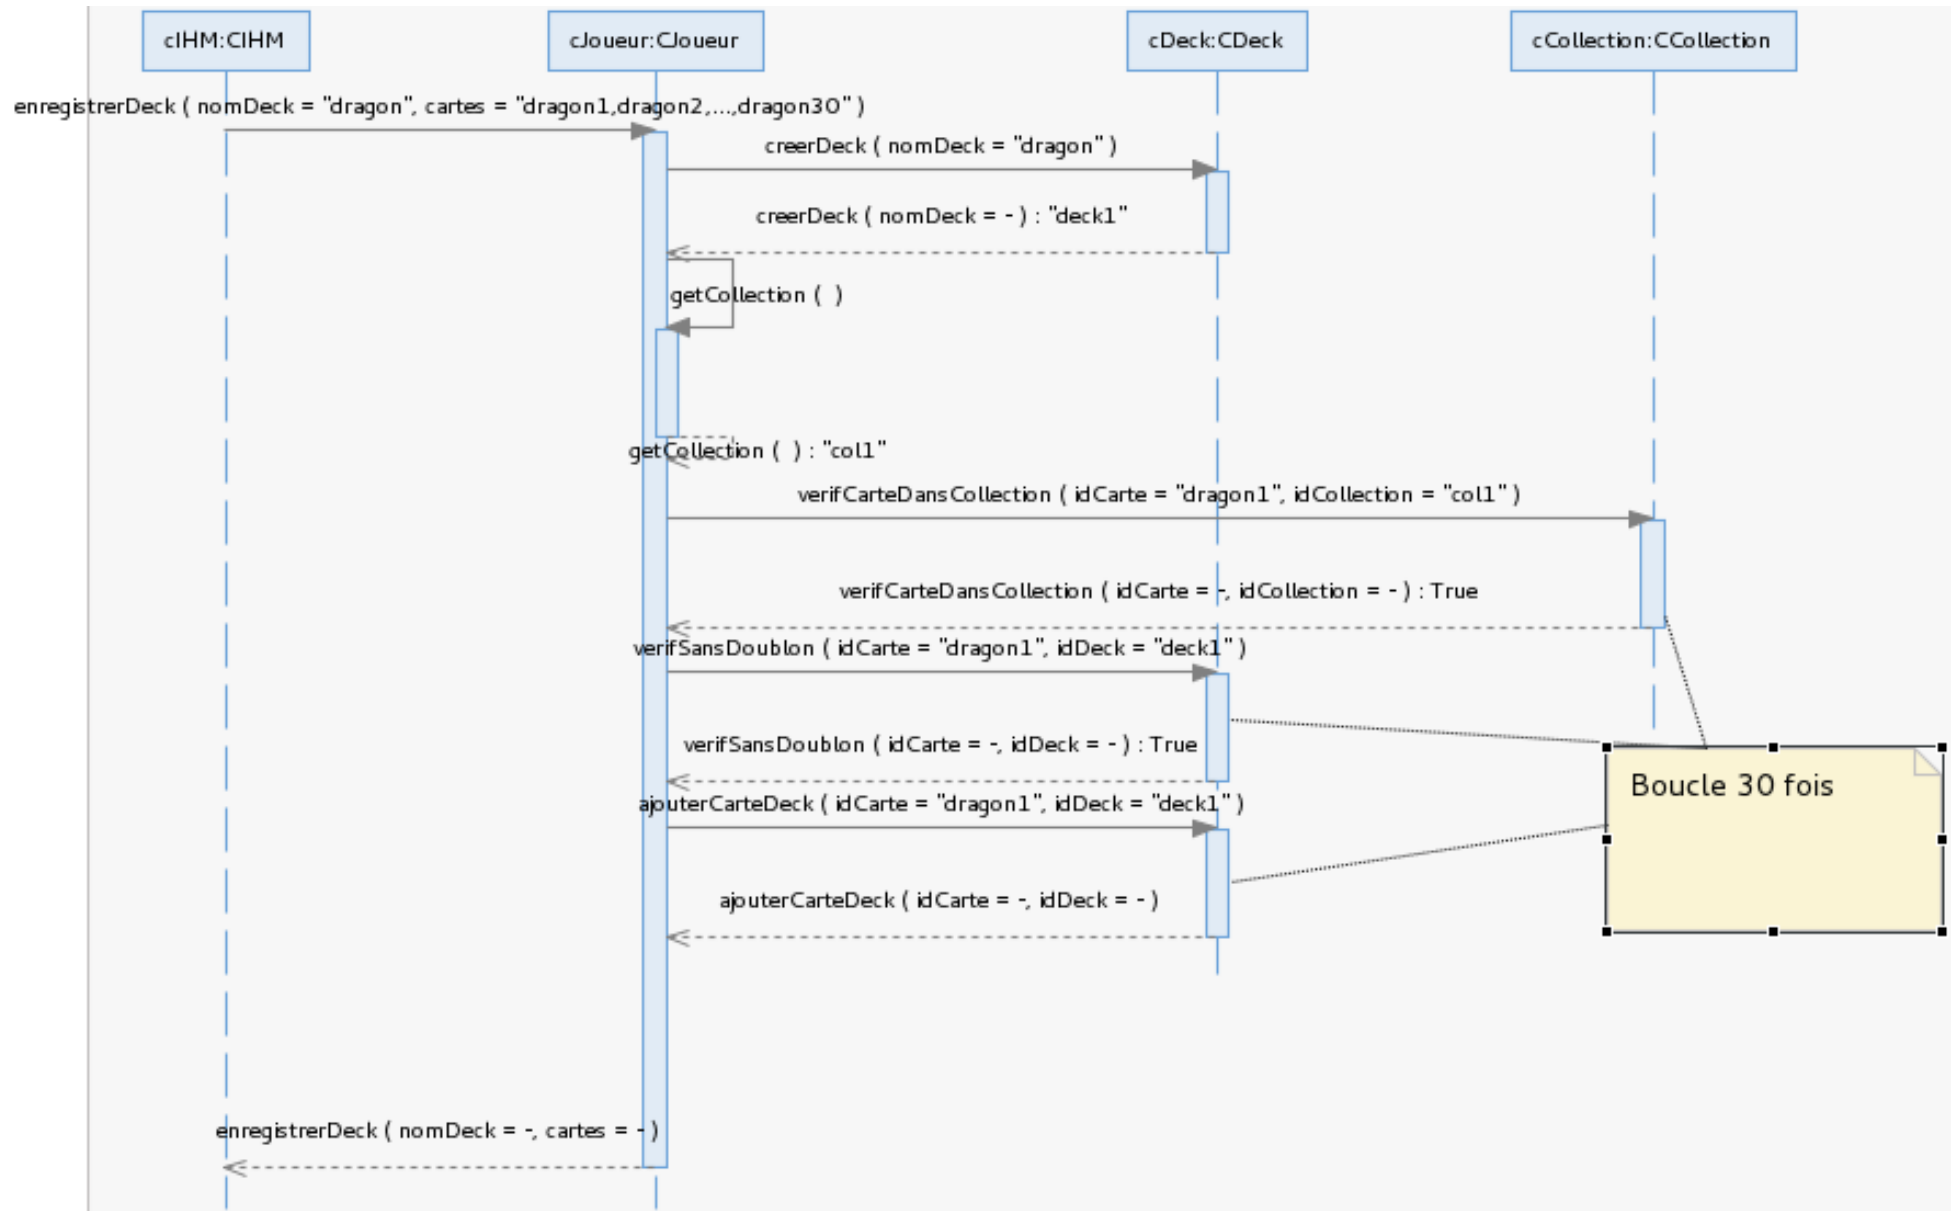 cIHM:CIHM
cJoueur:CJoueur
cDeck:CDeck
cCollection:CCollection
enregistrerDeck ( nomDeck = "dragon", cartes = "dragon1,dragon2,...,dragon30" )
creerDeck ( nomDeck = "dragon" )
creerDeck ( nomDeck = - ) : "deck1"
getCollection (  )
getCollection (  ) : "col1"
verifCarteDansCollection ( idCarte = "dragon1", idCollection = "col1" )
verifCarteDansCollection ( idCarte = -, idCollection = - ) : True
verifSansDoublon ( idCarte = "dragon1", idDeck = "deck1" )
verifSansDoublon ( idCarte = -, idDeck = - ) : True
Boucle 30 fois
ajouterCarteDeck ( idCarte = "dragon1", idDeck = "deck1" )
ajouterCarteDeck ( idCarte = -, idDeck = - )
enregistrerDeck ( nomDeck = -, cartes = - )